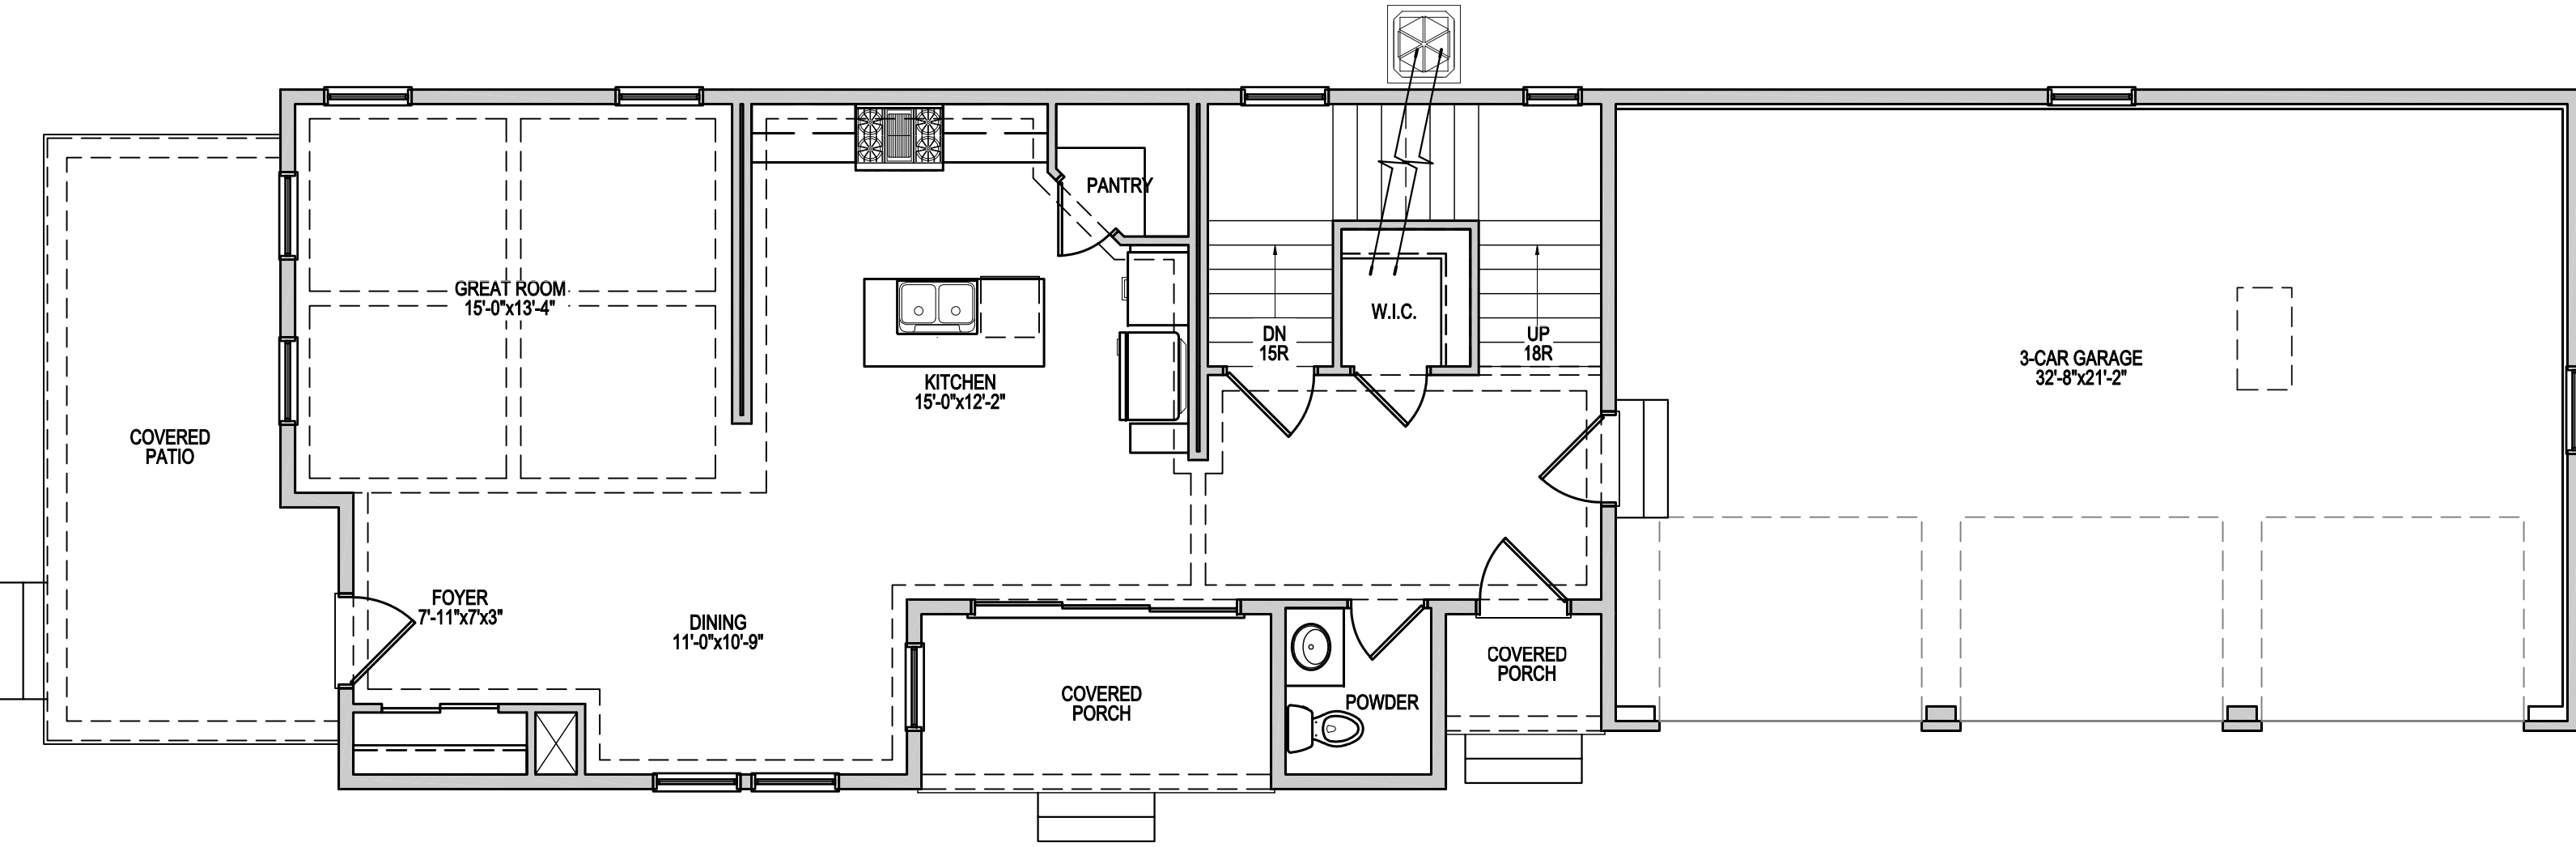 PANTRY
GREAT ROOM
15'-0"x13'-4"
W.I.C.
DN
15R
UP
18R
3-CAR GARAGE
32'-8"x21'-2"
KITCHEN
15'-0"x12'-2"
COVERED
PATIO
FOYER
7'-11"x7'x3"
DINING
11'-0"x10'-9"
COVERED
PORCH
POWDER
COVERED
PORCH